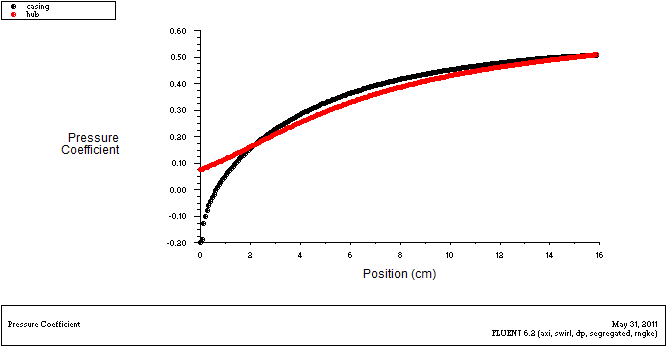 casing
hub
0.60
0.50
0.40
0.30
0.20
0.10
0.00
-0.10
-0.20
Pressure
Coefficient
0 2 4 6 8 10 12 14 16
Position (cm)
Pressure Coefficient
May 31, 2011
FLUENT 6.2 (axi, swirl, dp, segregated, rngke)